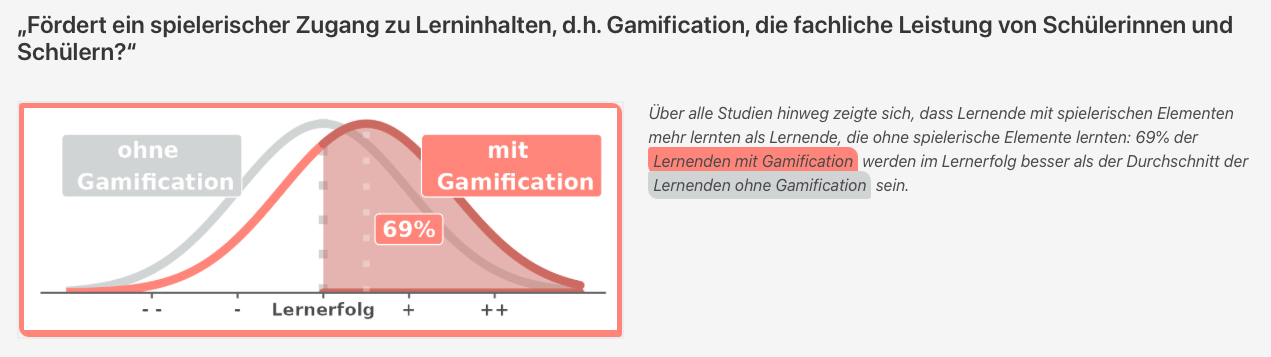 „Fördert ein spielerischer Zugang zu Lerninhalten, d.h. Gamification, die fachliche Leistung von Schülerinnen und
Schülern?“
ohne
Gamification
mit
Gamification
69%
- -
-
Lernerfolg
+
++
Über alle Studien hinweg zeigte sich, dass Lernende mit spielerischen Elementen
mehr lernten als Lernende, die ohne spielerische Elemente lernten: 69% der
Lernenden mit Gamification werden im Lernerfolg besser als der Durchschnitt der
Lernenden ohne Gamification sein.